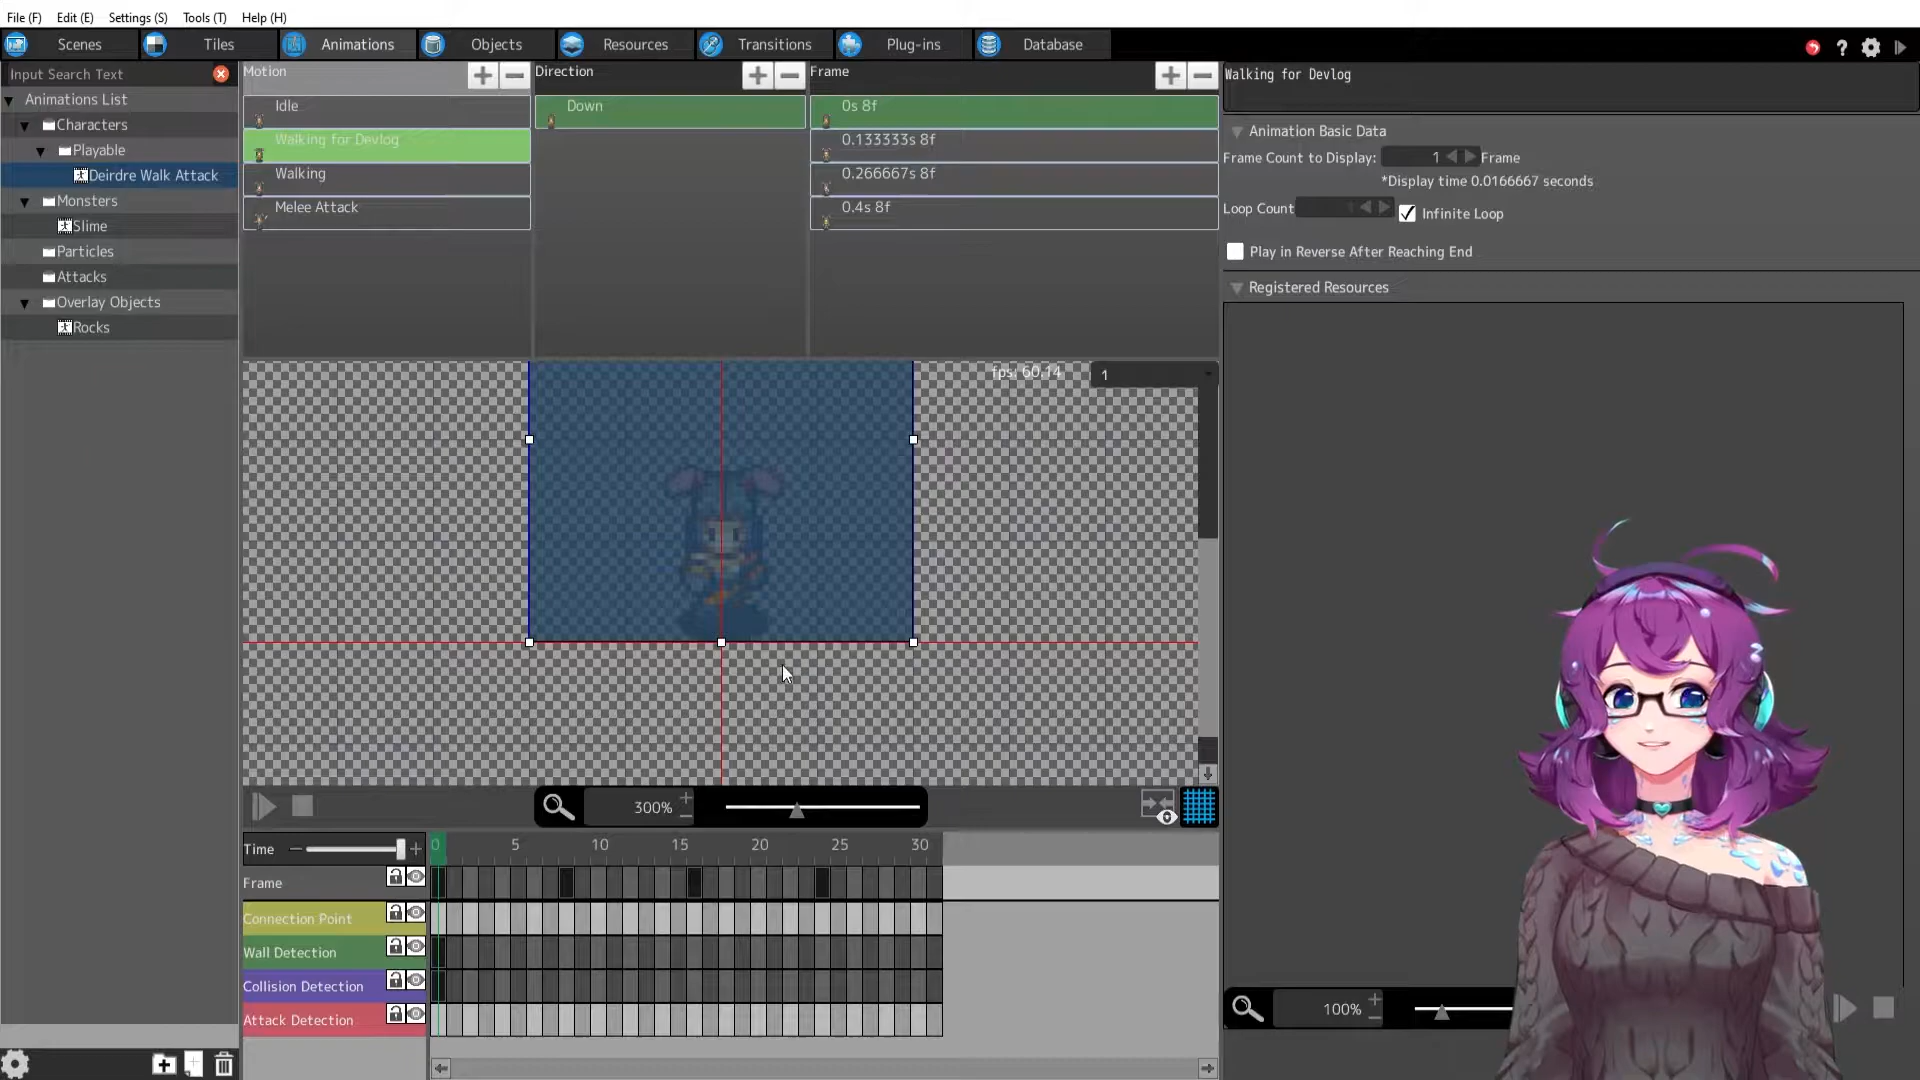 File (F) Edit (E) Settings (S) Tools (T) Help (H)
Scenes Tiles Animations Objects Resources Transitions Plug-ins Database
Input Search Text
Animations List
Characters
Playable
Deirdre Walk Attack
Monsters
Slime
Particles
Attacks
Overlay Objects
Rocks
Motion
Idle
Walking for Devlog
Walking
Melee Attack
Direction
Down
Frame
0s 8f
0.133333s 8f
0.266667s 8f
0.4s 8f
fps: 60.14
1
300%
Time
0 5 10 15 20 25 30
Frame
Connection Point
Wall Detection
Collision Detection
Attack Detection
Walking for Devlog
Animation Basic Data
Frame Count to Display: 1 Frame
*Display time 0.0166667 seconds
Loop Count 1 Infinite Loop
Play in Reverse After Reaching End
Registered Resources
100%